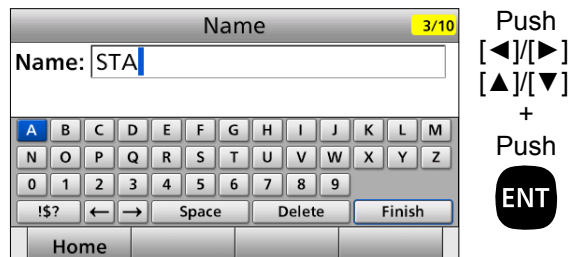 Name 3/10
Name: STA
A B C D E F G H I J K L M
N O P Q R S T U V W X Y Z
0 1 2 3 4 5 6 7 8 9
!$? ← → Space Delete Finish
Home
Push
[◄]/[►]
[▲]/[▼]
+
Push
ENT